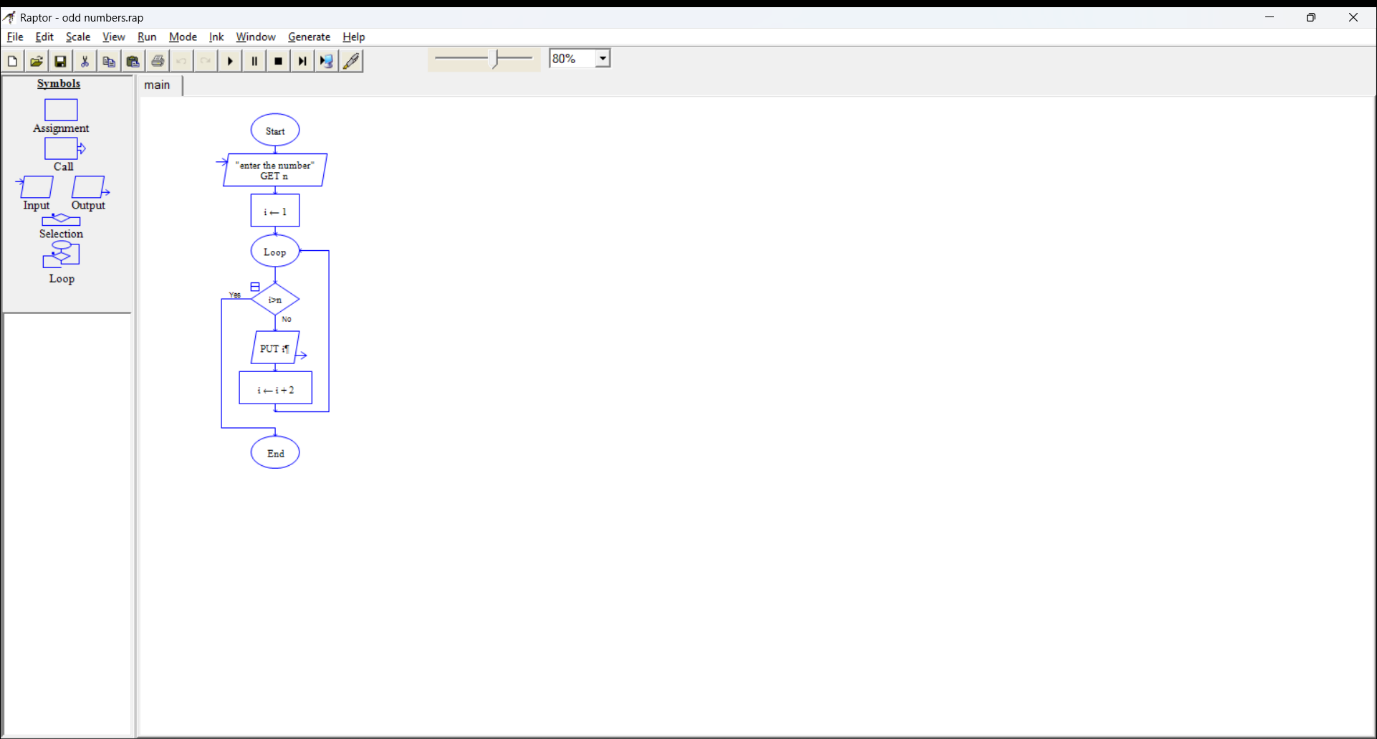 Raptor - odd numbers.rap
File Edit Scale View Run Mode Ink Window Generate Help
80%
Symbols
Assignment
Call
Input Output
Selection
Loop
main
Start
"enter the number"
GET n
i ← 1
Loop
i>n
Yes
No
PUT i¶
i ← i + 2
End